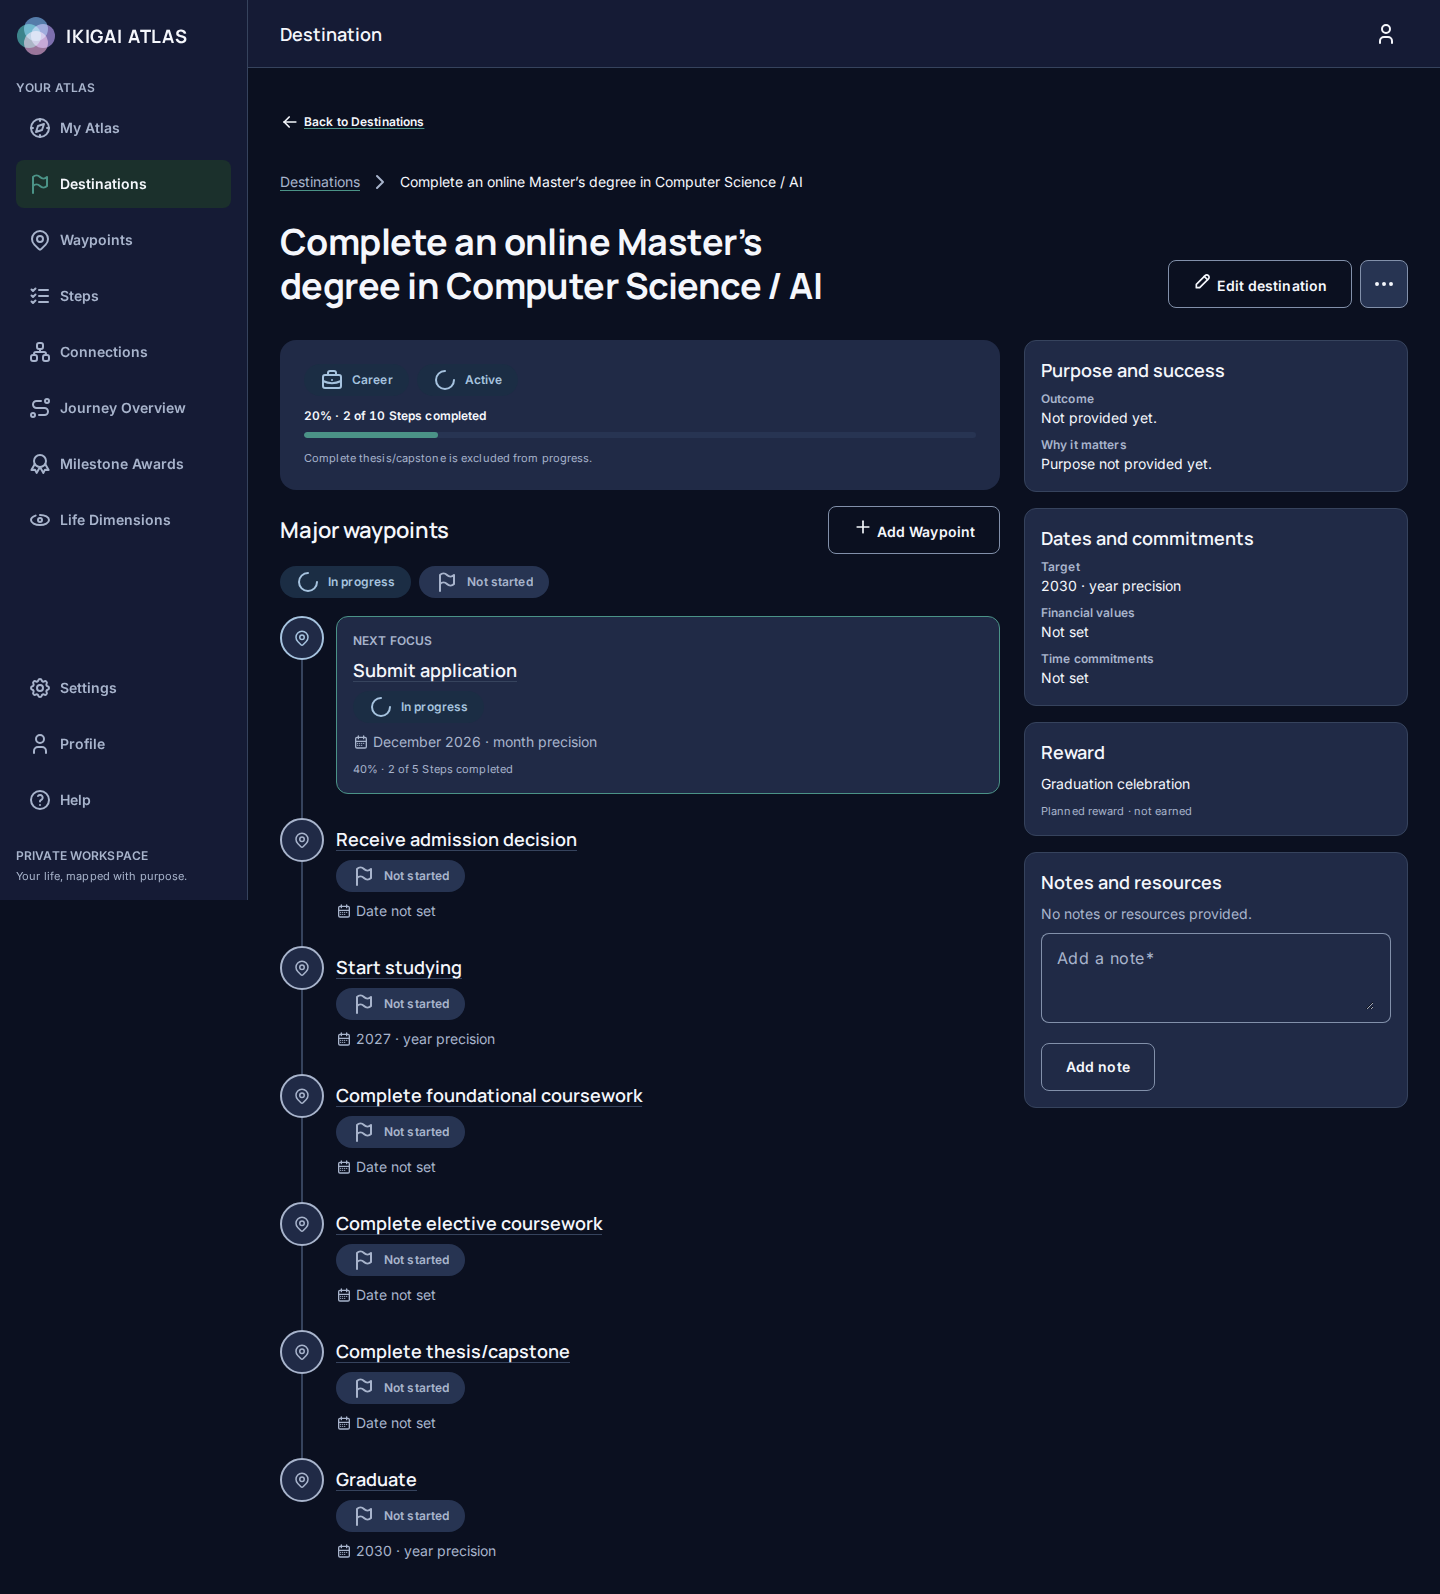 IKIGAI ATLAS
YOUR ATLAS
My Atlas
Destinations
Waypoints
Steps
Connections
Journey Overview
Milestone Awards
Life Dimensions
Settings
Profile
Help
PRIVATE WORKSPACE
Your life, mapped with purpose.
Destination
Back to Destinations
Destinations
Complete an online Master’s degree in Computer Science / AI
Complete an online Master’s
degree in Computer Science / AI
Edit destination
Career
Active
20% · 2 of 10 Steps completed
Complete thesis/capstone is excluded from progress.
Major waypoints
Add Waypoint
In progress
Not started
NEXT FOCUS
Submit application
In progress
December 2026 · month precision
40% · 2 of 5 Steps completed
Receive admission decision
Not started
Date not set
Start studying
Not started
2027 · year precision
Complete foundational coursework
Not started
Date not set
Complete elective coursework
Not started
Date not set
Complete thesis/capstone
Not started
Date not set
Graduate
Not started
2030 · year precision
Purpose and success
Outcome
Not provided yet.
Why it matters
Purpose not provided yet.
Dates and commitments
Target
2030 · year precision
Financial values
Not set
Time commitments
Not set
Reward
Graduation celebration
Planned reward · not earned
Notes and resources
No notes or resources provided.
Add a note*
Add note